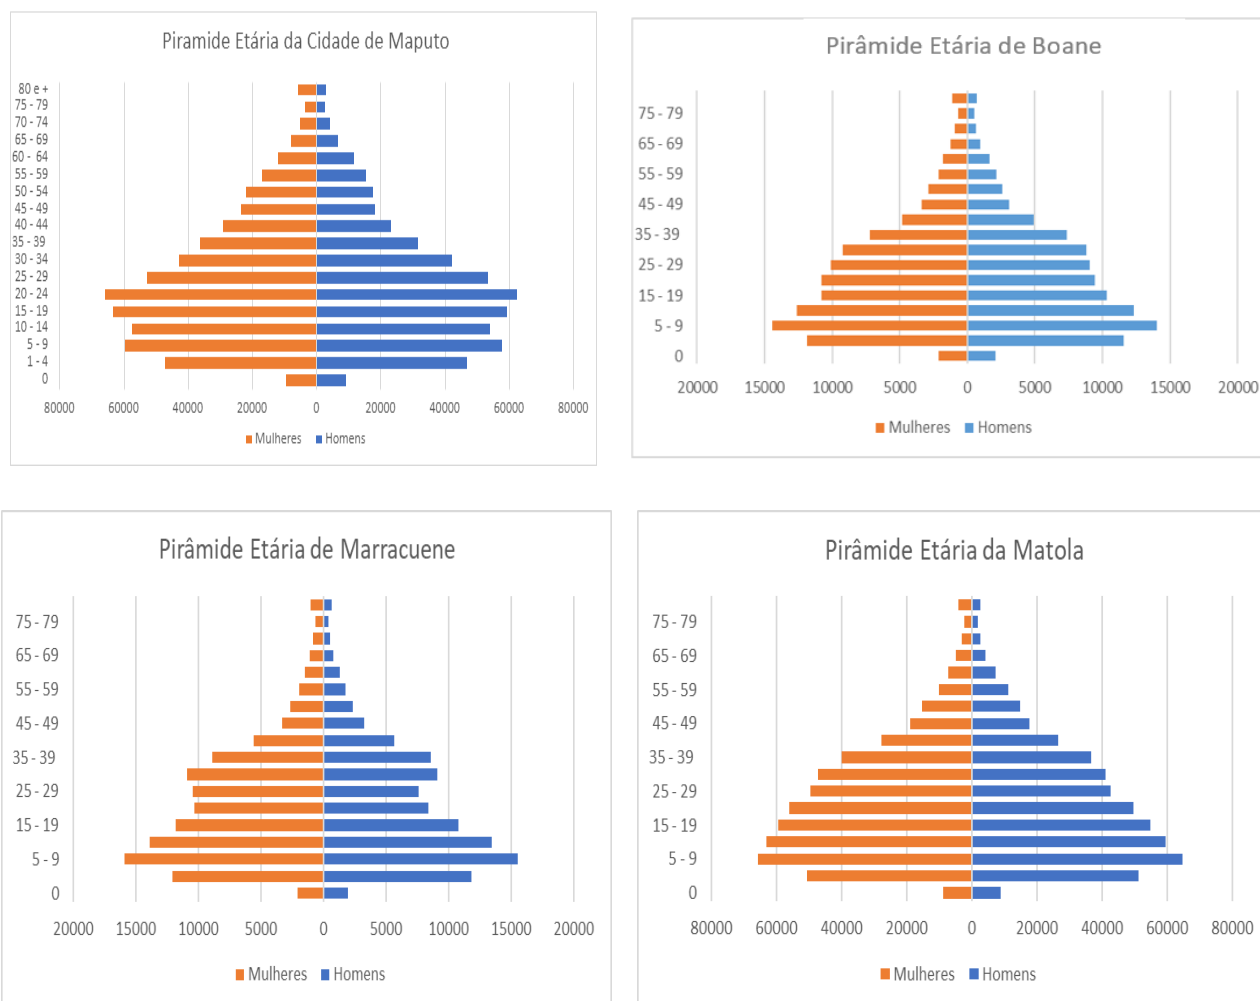 Piramide Etária da Cidade de Maputo
80 e +
75 - 79
70 - 74
65 - 69
60 - 64
55 - 59
50 - 54
45 - 49
40 - 44
35 - 39
30 - 34
25 - 29
20 - 24
15 - 19
10 - 14
5 - 9
1 - 4
0
80000 60000 40000 20000 0 20000 40000 60000 80000
Mulheres Homens
Pirâmide Etária de Boane
75 - 79
65 - 69
55 - 59
45 - 49
35 - 39
25 - 29
15 - 19
5 - 9
0
20000 15000 10000 5000 0 5000 10000 15000 20000
Mulheres Homens
Pirâmide Etária de Marracuene
75 - 79
65 - 69
55 - 59
45 - 49
35 - 39
25 - 29
15 - 19
5 - 9
0
20000 15000 10000 5000 0 5000 10000 15000 20000
Mulheres Homens
Pirâmide Etária da Matola
75 - 79
65 - 69
55 - 59
45 - 49
35 - 39
25 - 29
15 - 19
5 - 9
0
80000 60000 40000 20000 0 20000 40000 60000 80000
Mulheres Homens